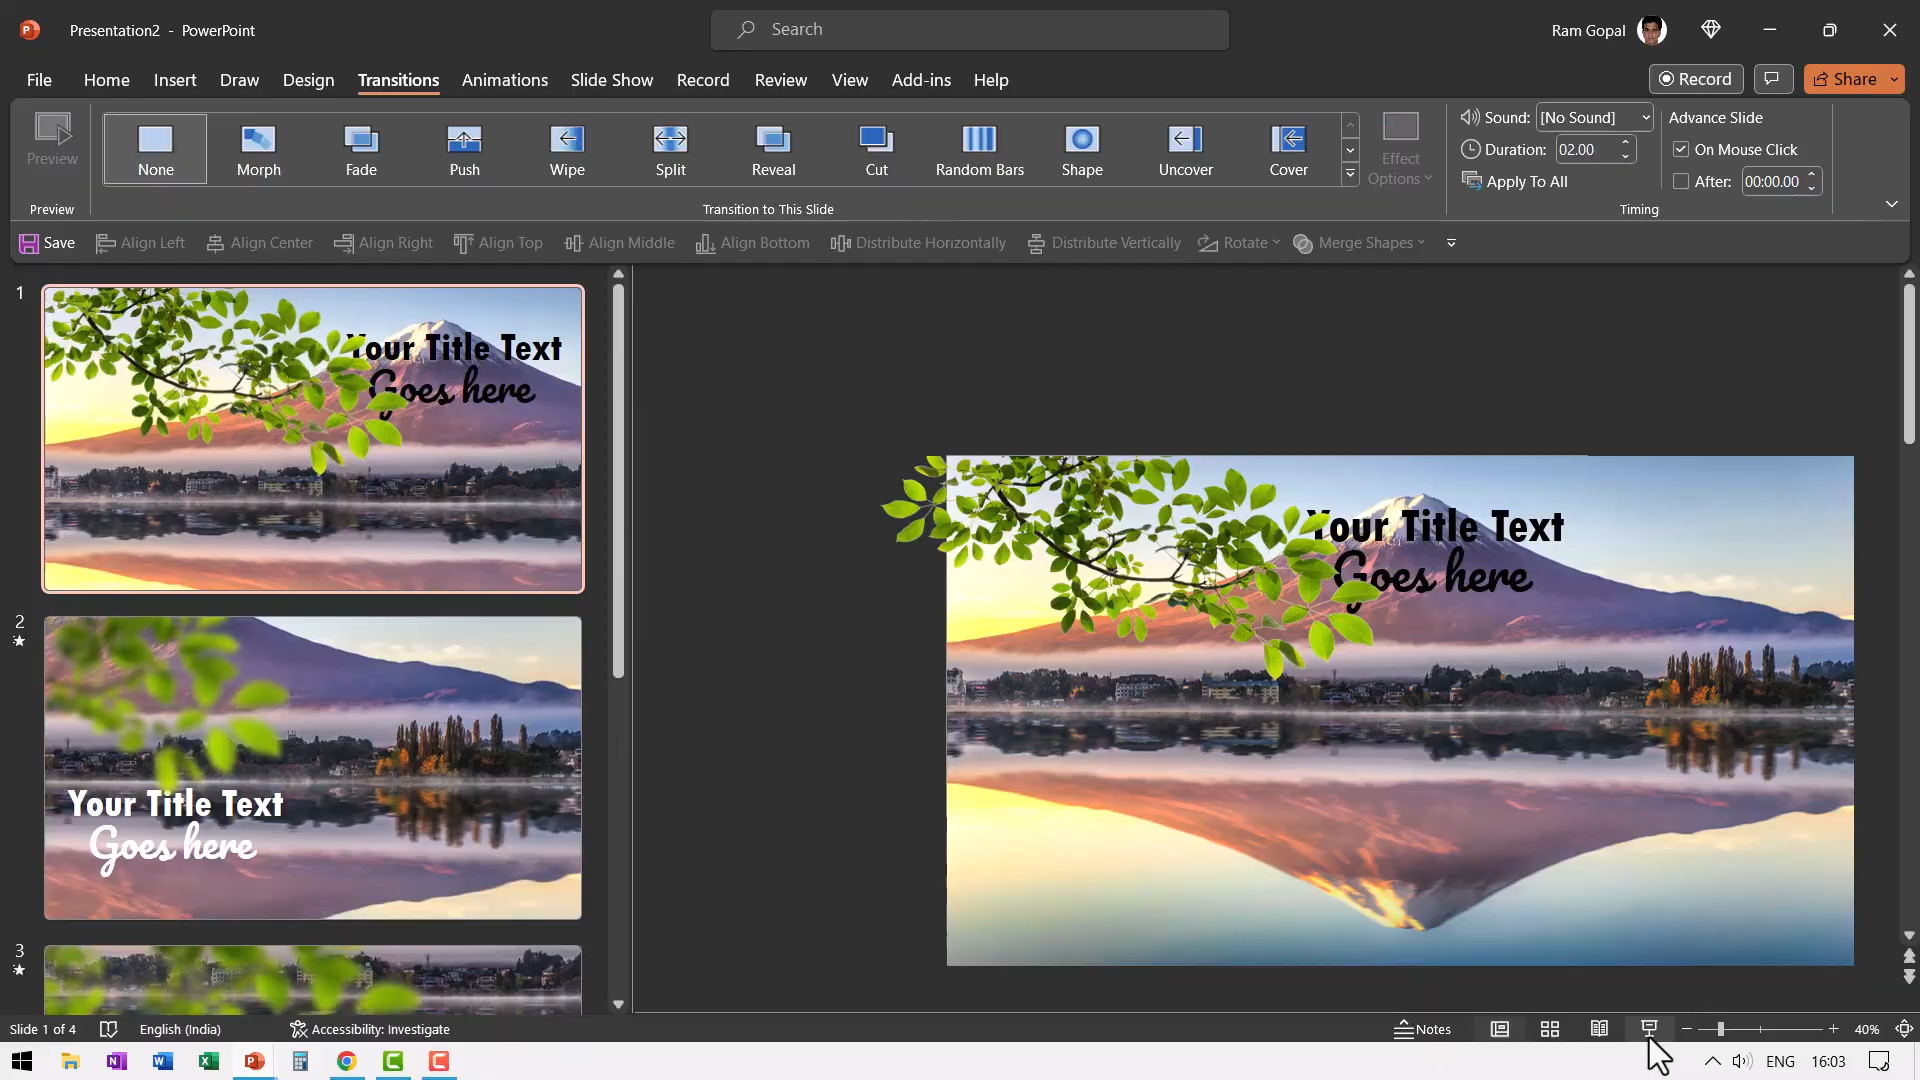 Presentation2 - PowerPoint
Search
Ram Gopal
File Home Insert Draw Design Transitions Animations Slide Show Record Review View Add-ins Help
Record Share
Preview
None Morph Fade Push Wipe Split Reveal Cut Random Bars Shape Uncover Cover
Effect
Options
Sound: [No Sound]
Duration: 02.00
Apply To All
Advance Slide
On Mouse Click
After: 00:00.00
Preview
Transition to This Slide
Timing
Save Align Left Align Center Align Right Align Top Align Middle Align Bottom Distribute Horizontally Distribute Vertically Rotate Merge Shapes
1
Your Title Text
Goes here
2
Your Title Text
Goes here
3
Your Title Text
Goes here
Slide 1 of 4 English (India) Accessibility: Investigate Notes 40%
ENG 16:03